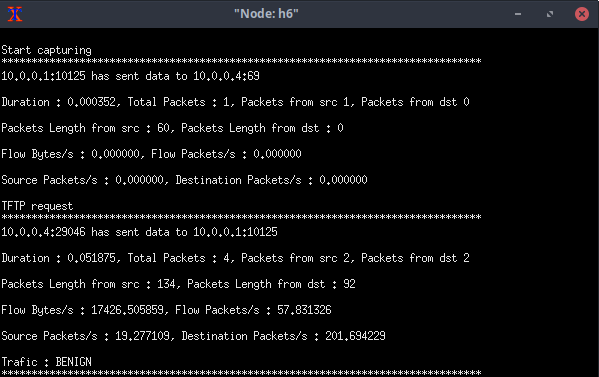 "Node: h6"
Start capturing
********************************************************************************
10.0.0.1:10125 has sent data to 10.0.0.4:69
Duration : 0.000352, Total Packets : 1, Packets from src 1, Packets from dst 0
Packets Length from src : 60, Packets Length from dst : 0
Flow Bytes/s : 0.000000, Flow Packets/s : 0.000000
Source Packets/s : 0.000000, Destination Packets/s : 0.000000
TFTP request
********************************************************************************
10.0.0.4:29046 has sent data to 10.0.0.1:10125
Duration : 0.051875, Total Packets : 4, Packets from src 2, Packets from dst 2
Packets Length from src : 134, Packets Length from dst : 92
Flow Bytes/s : 17426.505859, Flow Packets/s : 57.831326
Source Packets/s : 19.277109, Destination Packets/s : 201.694229
Trafic : BENIGN
********************************************************************************